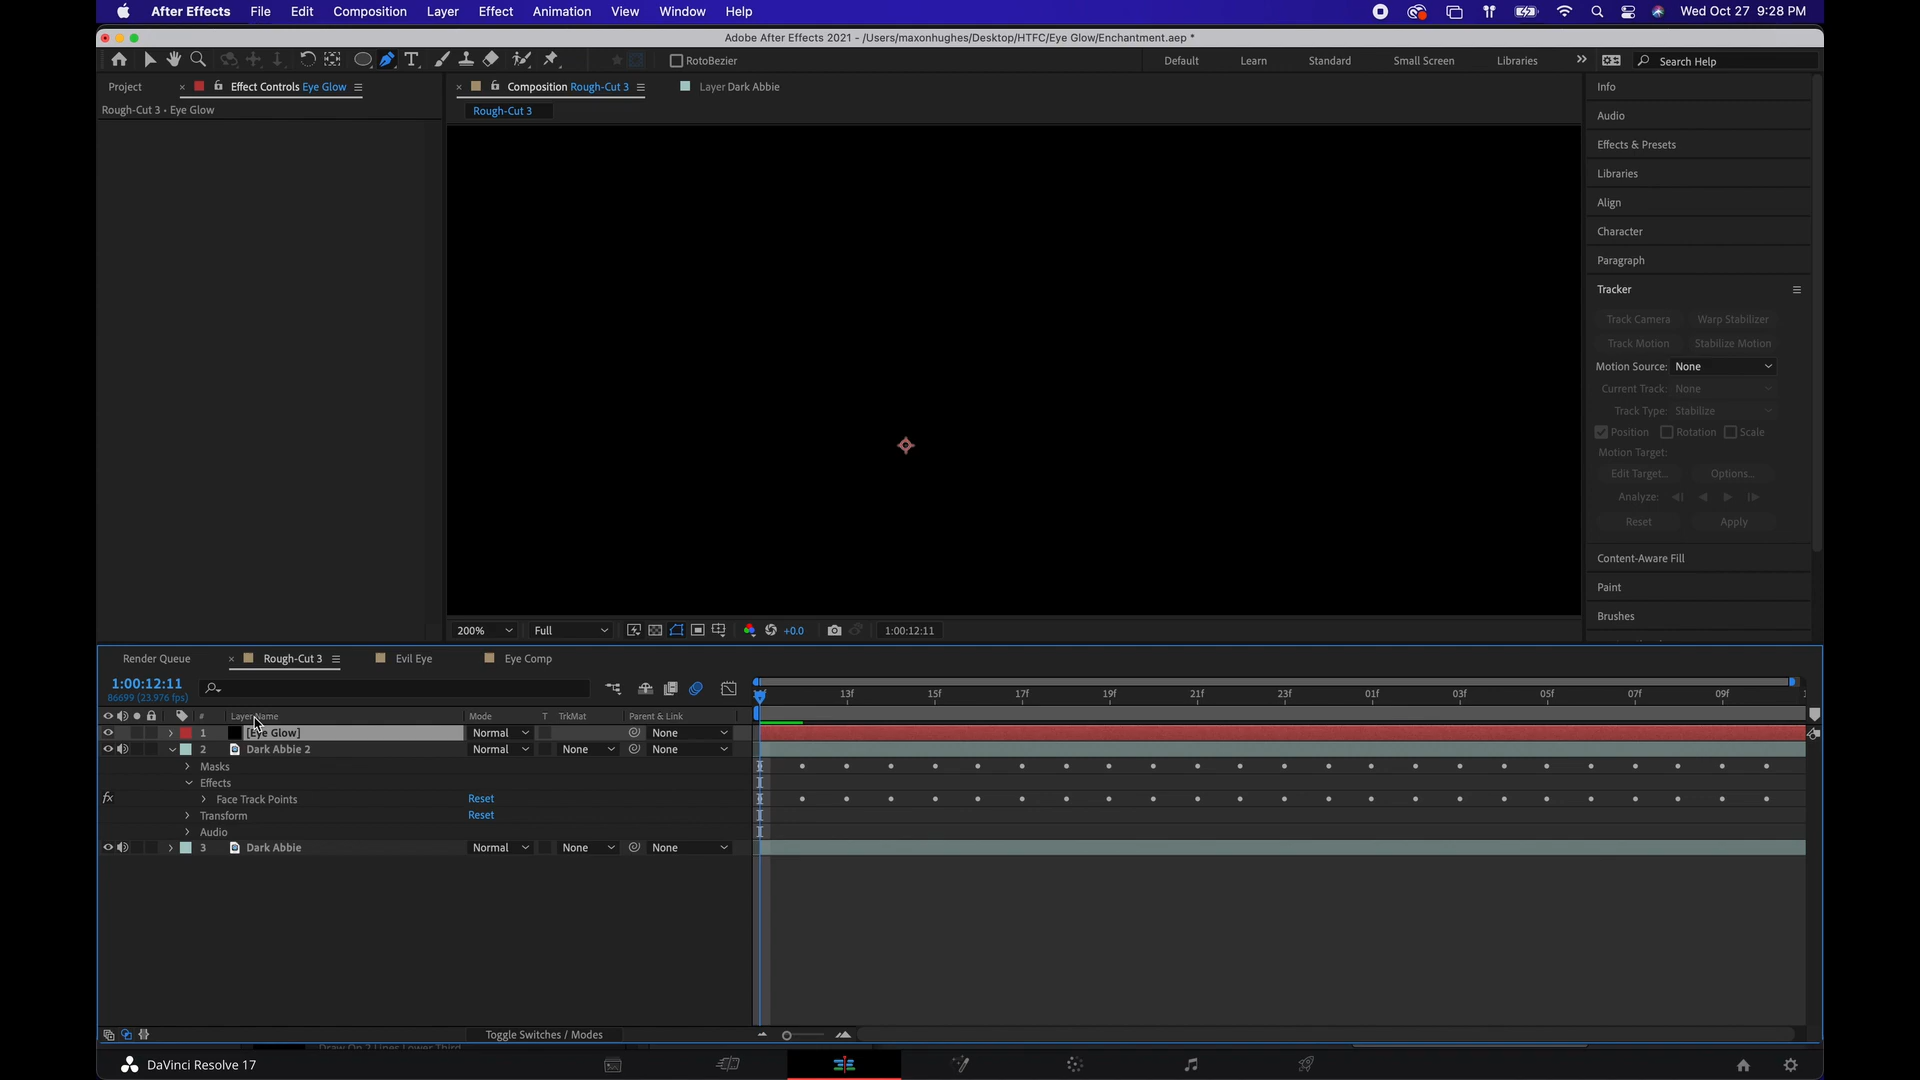 After Effects File Edit Composition Layer Effect Animation View Window Help Wed Oct 27 9:28 PM
Adobe After Effects 2021 - /Users/maxonhughes/Desktop/HTFC/Eye Glow/Enchantment.aep *
RotoBezier Default Learn Standard Small Screen Libraries Search Help
Project Effect Controls Eye Glow Composition Rough-Cut 3 Layer Dark Abbie Info
Rough-Cut 3 • Eye Glow Rough-Cut 3
Audio
Effects & Presets
Libraries
Align
Character
Paragraph
Tracker
Track Camera Warp Stabilizer
Track Motion Stabilize Motion
Motion Source: None
Current Track: None
Track Type: Stabilize
Position Rotation Scale
Motion Target:
Edit Target... Options...
Analyze:
Reset Apply
Content-Aware Fill
Paint
Brushes
200% Full +0.0 1:00:12:11
Render Queue Rough-Cut 3 Evil Eye Eye Comp
1:00:12:11
86699 (23.976 fps) 13f 15f 17f 19f 21f 23f 01f 03f 05f 07f 09f
# Layer Name Mode T TrkMat Parent & Link
1 [Eye Glow] Normal None
2 Dark Abbie 2 Normal None None
Masks
Effects
fx Face Track Points Reset
Transform Reset
Audio
3 Dark Abbie Normal None None
Toggle Switches / Modes
DaVinci Resolve 17